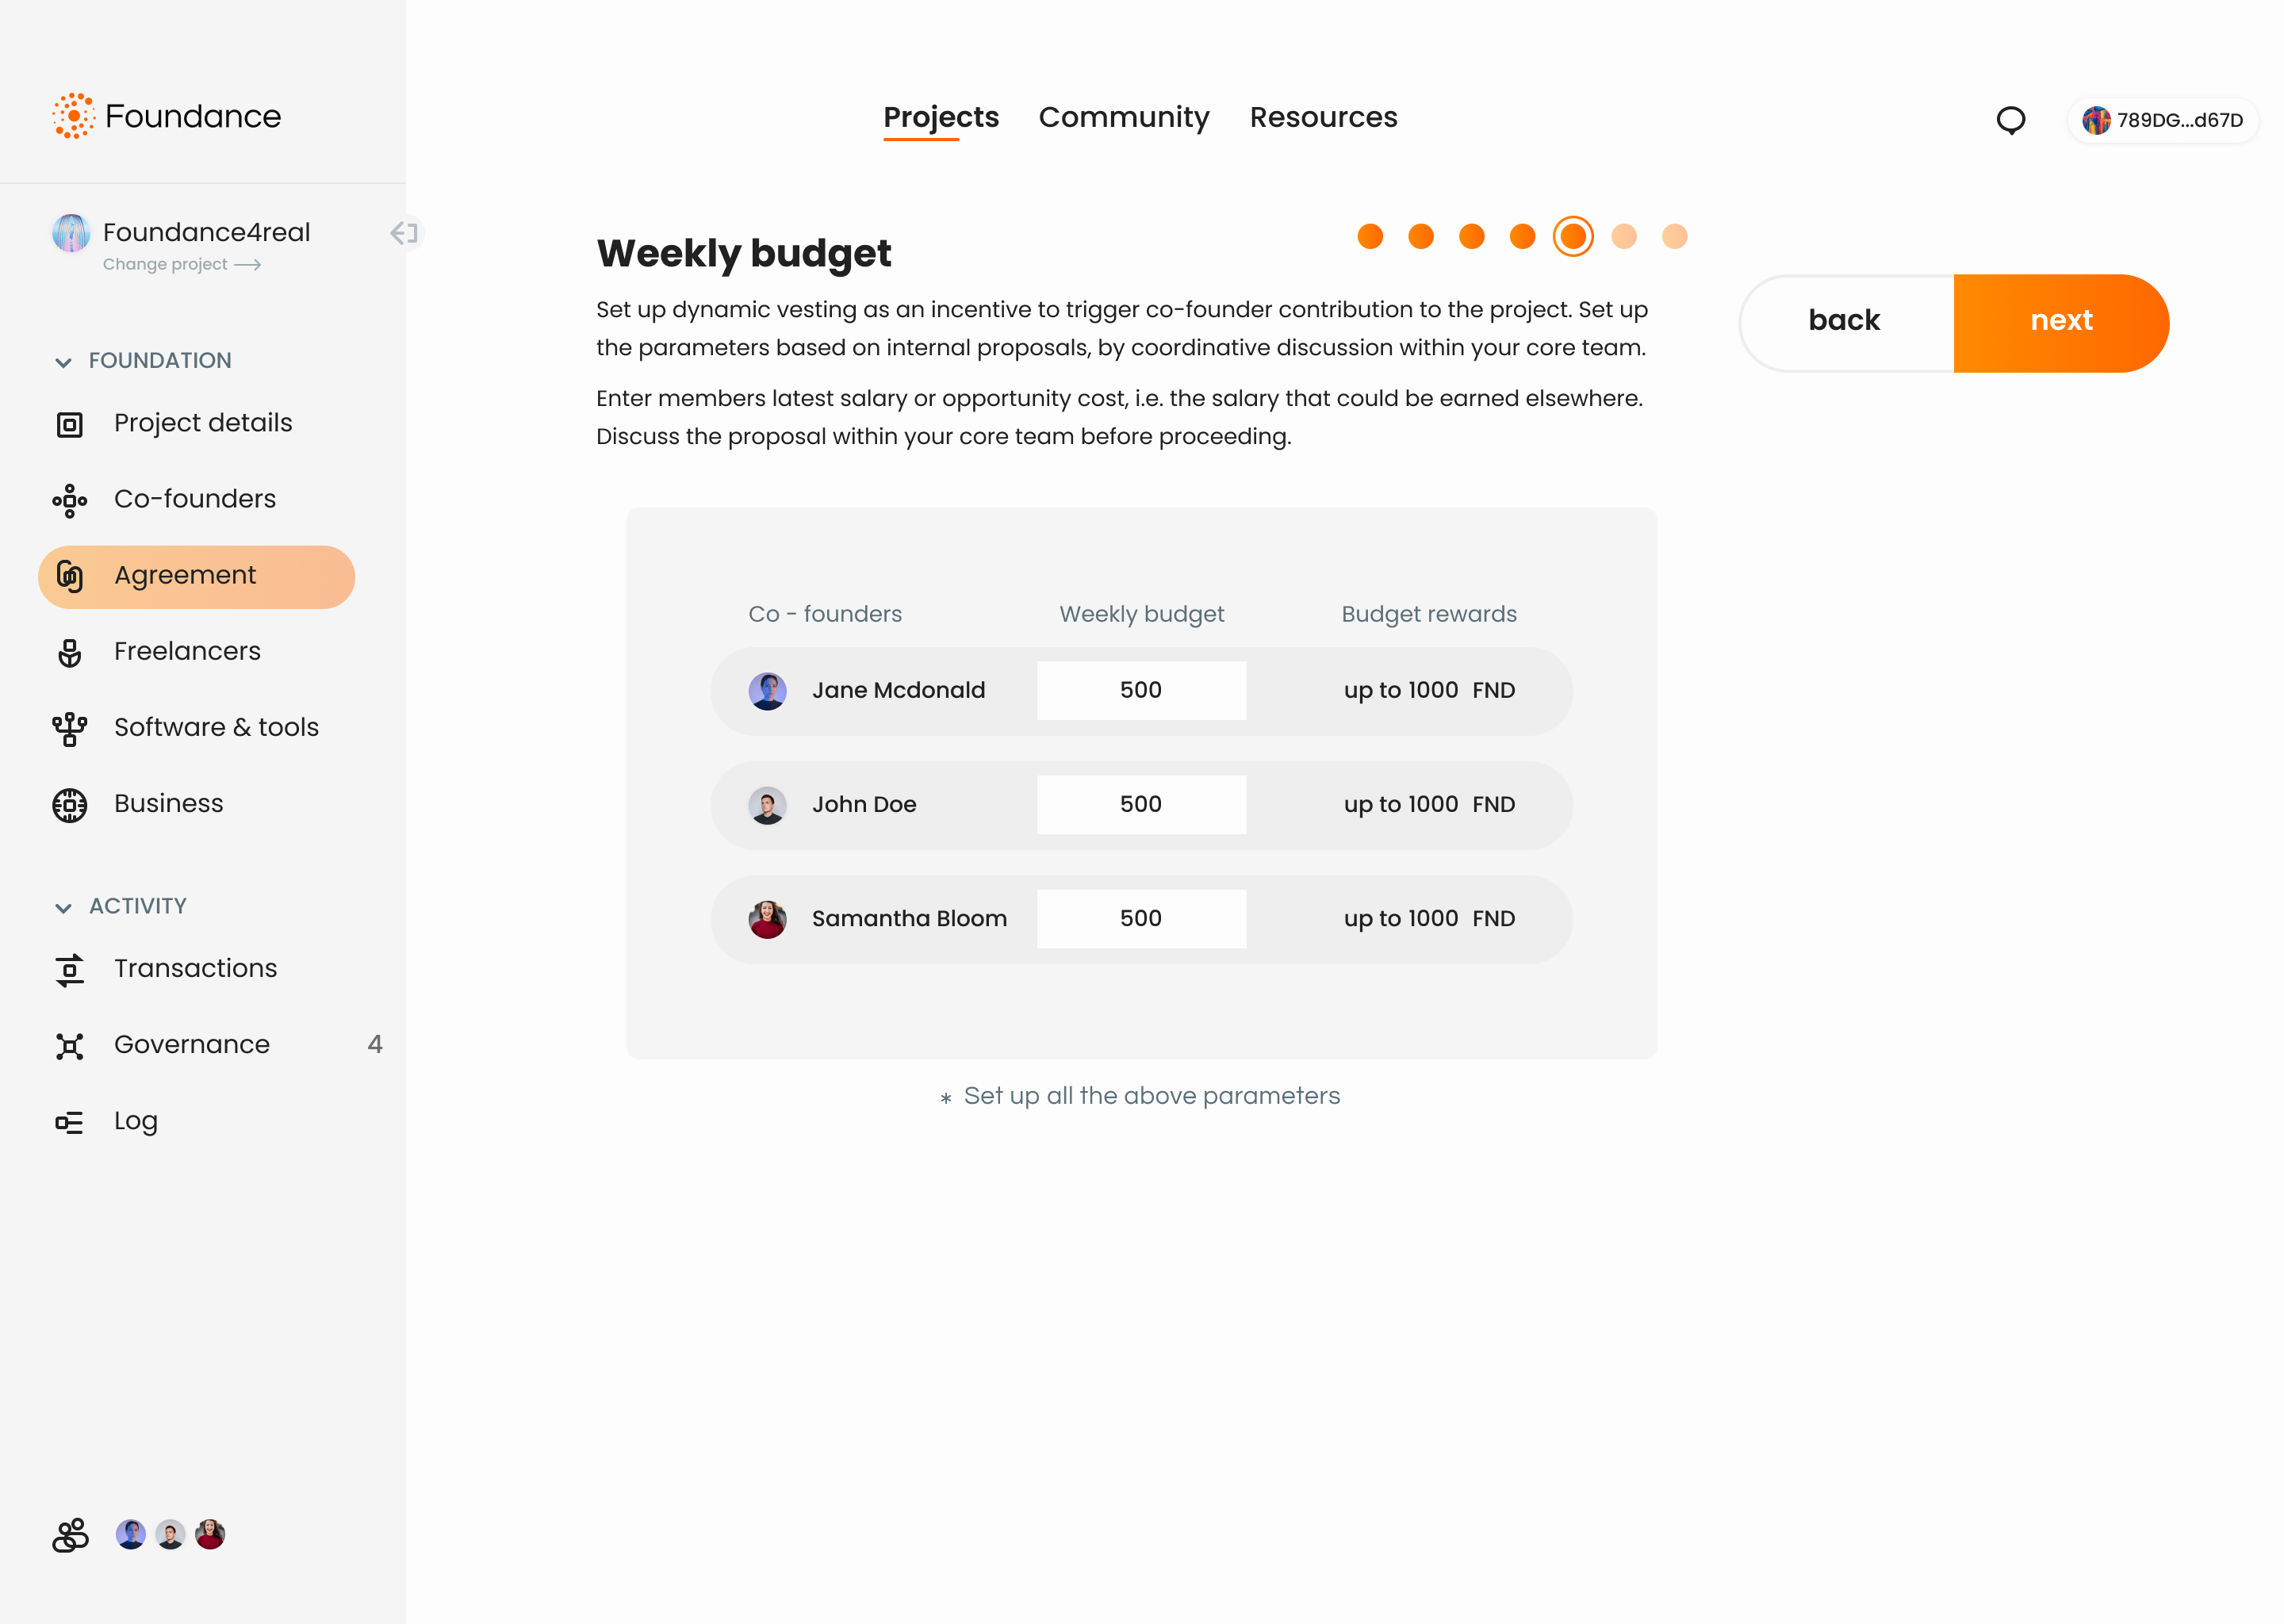 Foundance
Projects Community Resources
789DG...d67D
Foundance4real
Change project
FOUNDATION
Project details
Co-founders
Agreement
Freelancers
Software & tools
Business
ACTIVITY
Transactions
Governance 4
Log
Weekly budget
Set up dynamic vesting as an incentive to trigger co-founder contribution to the project. Set up
the parameters based on internal proposals, by coordinative discussion within your core team.
Enter members latest salary or opportunity cost, i.e. the salary that could be earned elsewhere.
Discuss the proposal within your core team before proceeding.
back next
Co - founders Weekly budget Budget rewards
Jane Mcdonald 500 up to 1000 FND
John Doe 500 up to 1000 FND
Samantha Bloom 500 up to 1000 FND
* Set up all the above parameters